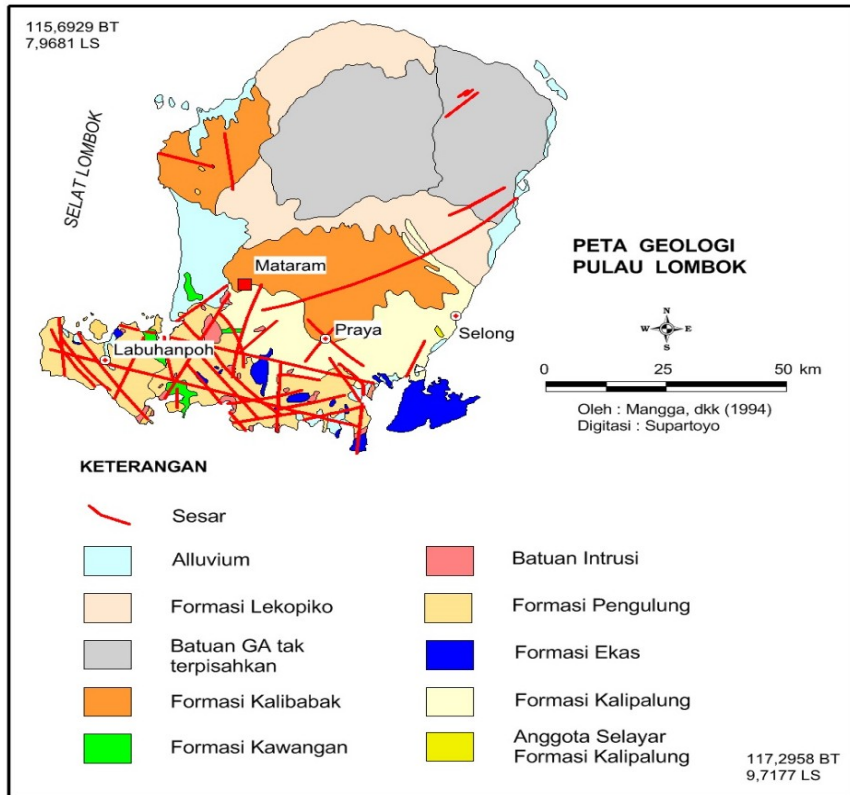 115,6929 BT
7,9681 LS
SELAT LOMBOK
PETA GEOLOGI
PULAU LOMBOK
Mataram
Praya
Selong
Labuhanpoh
N
W E
S
0 25 50 km
Oleh : Mangga, dkk (1994)
Digitasi : Supartoyo
KETERANGAN
Sesar
Alluvium
Formasi Lekopiko
Batuan GA tak
terpisahkan
Formasi Kalibabak
Formasi Kawangan
Batuan Intrusi
Formasi Pengulung
Formasi Ekas
Formasi Kalipalung
Anggota Selayar
Formasi Kalipalung
117,2958 BT
9,7177 LS